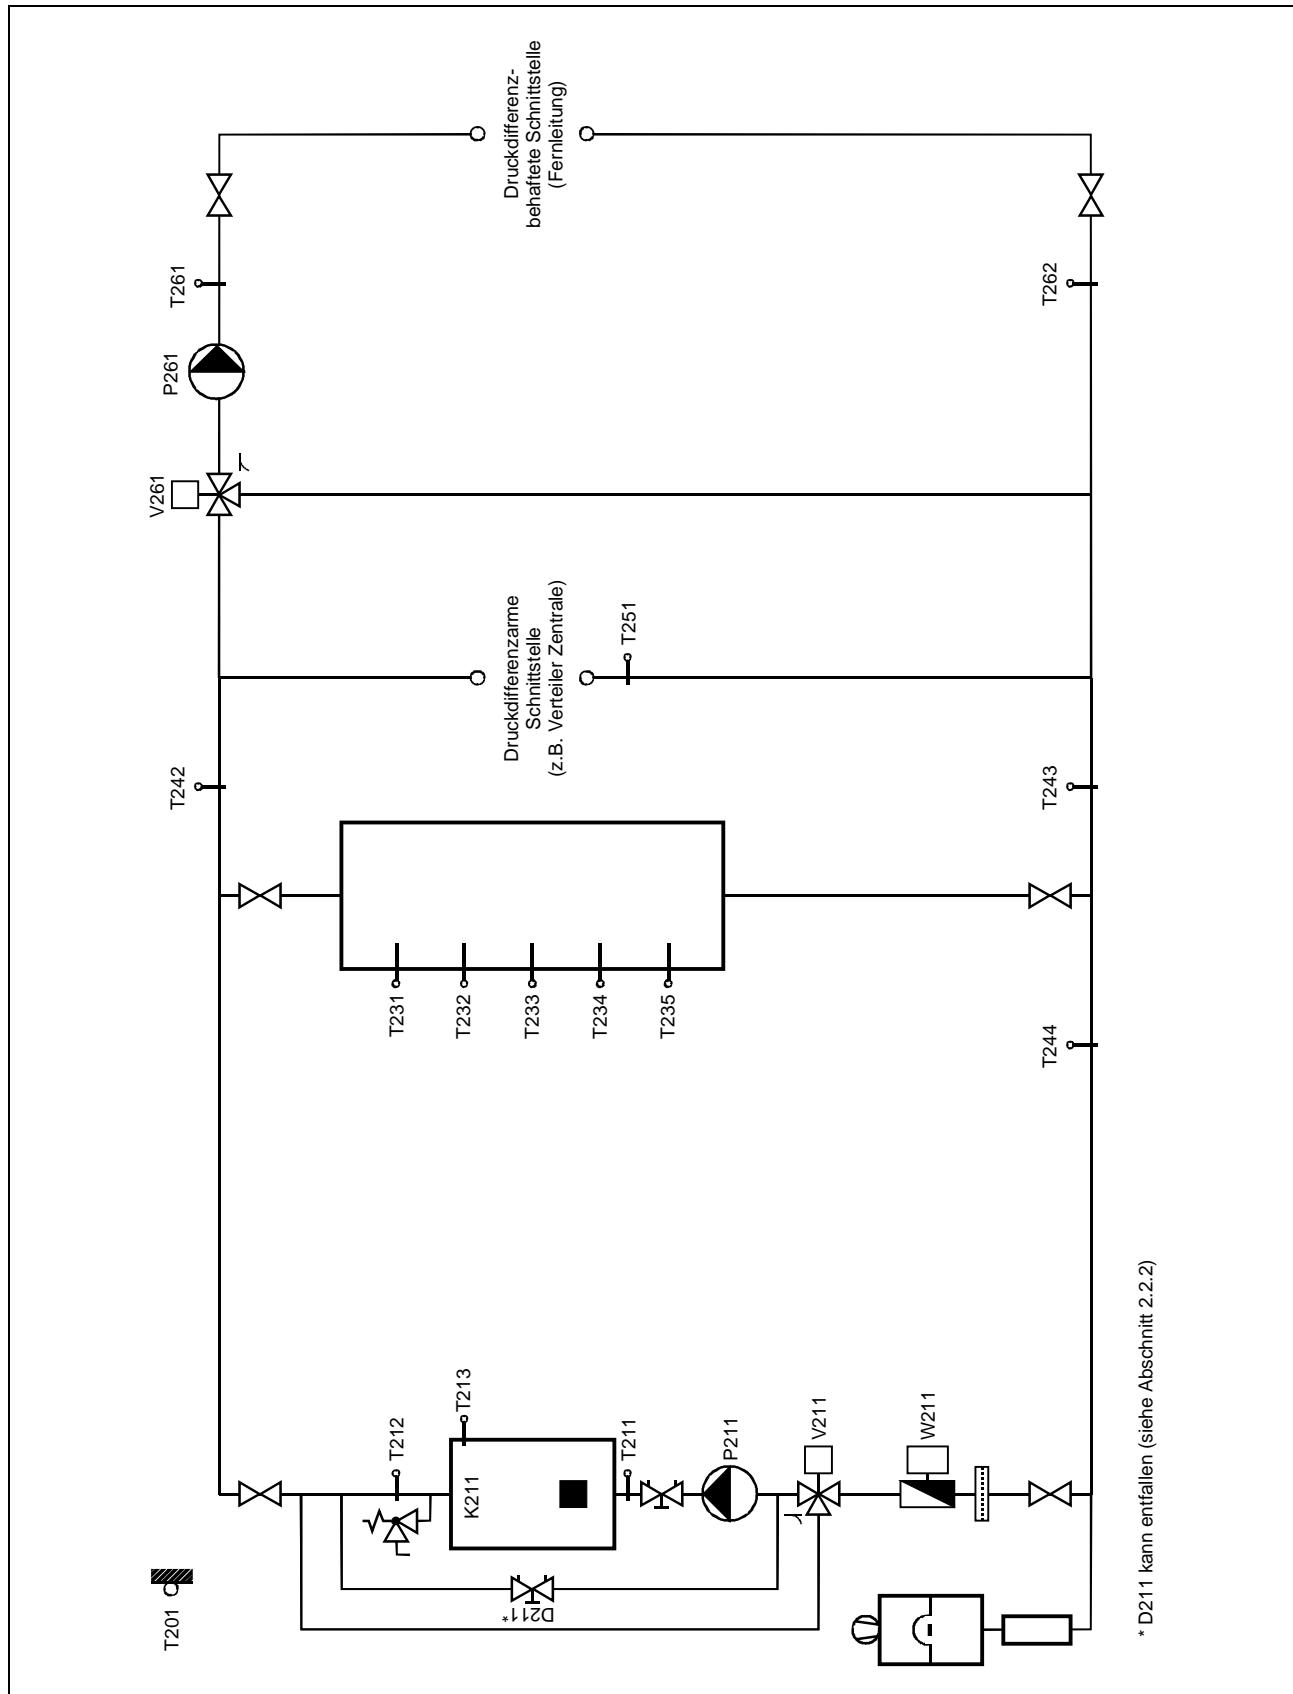 Druckdifferenz-
behaftete Schnittstelle
(Fernleitung)
T261
T262
P261
V261
Druckdifferenzarme
Schnittstelle
(z.B. Verteiler Zentrale)
T251
T242
T243
T231
T232
T233
T234
T235
T244
T213
T212
K211
T211
P211
V211
W211
D211*
T201
* D211 kann entfallen (siehe Abschnitt 2.2.2)